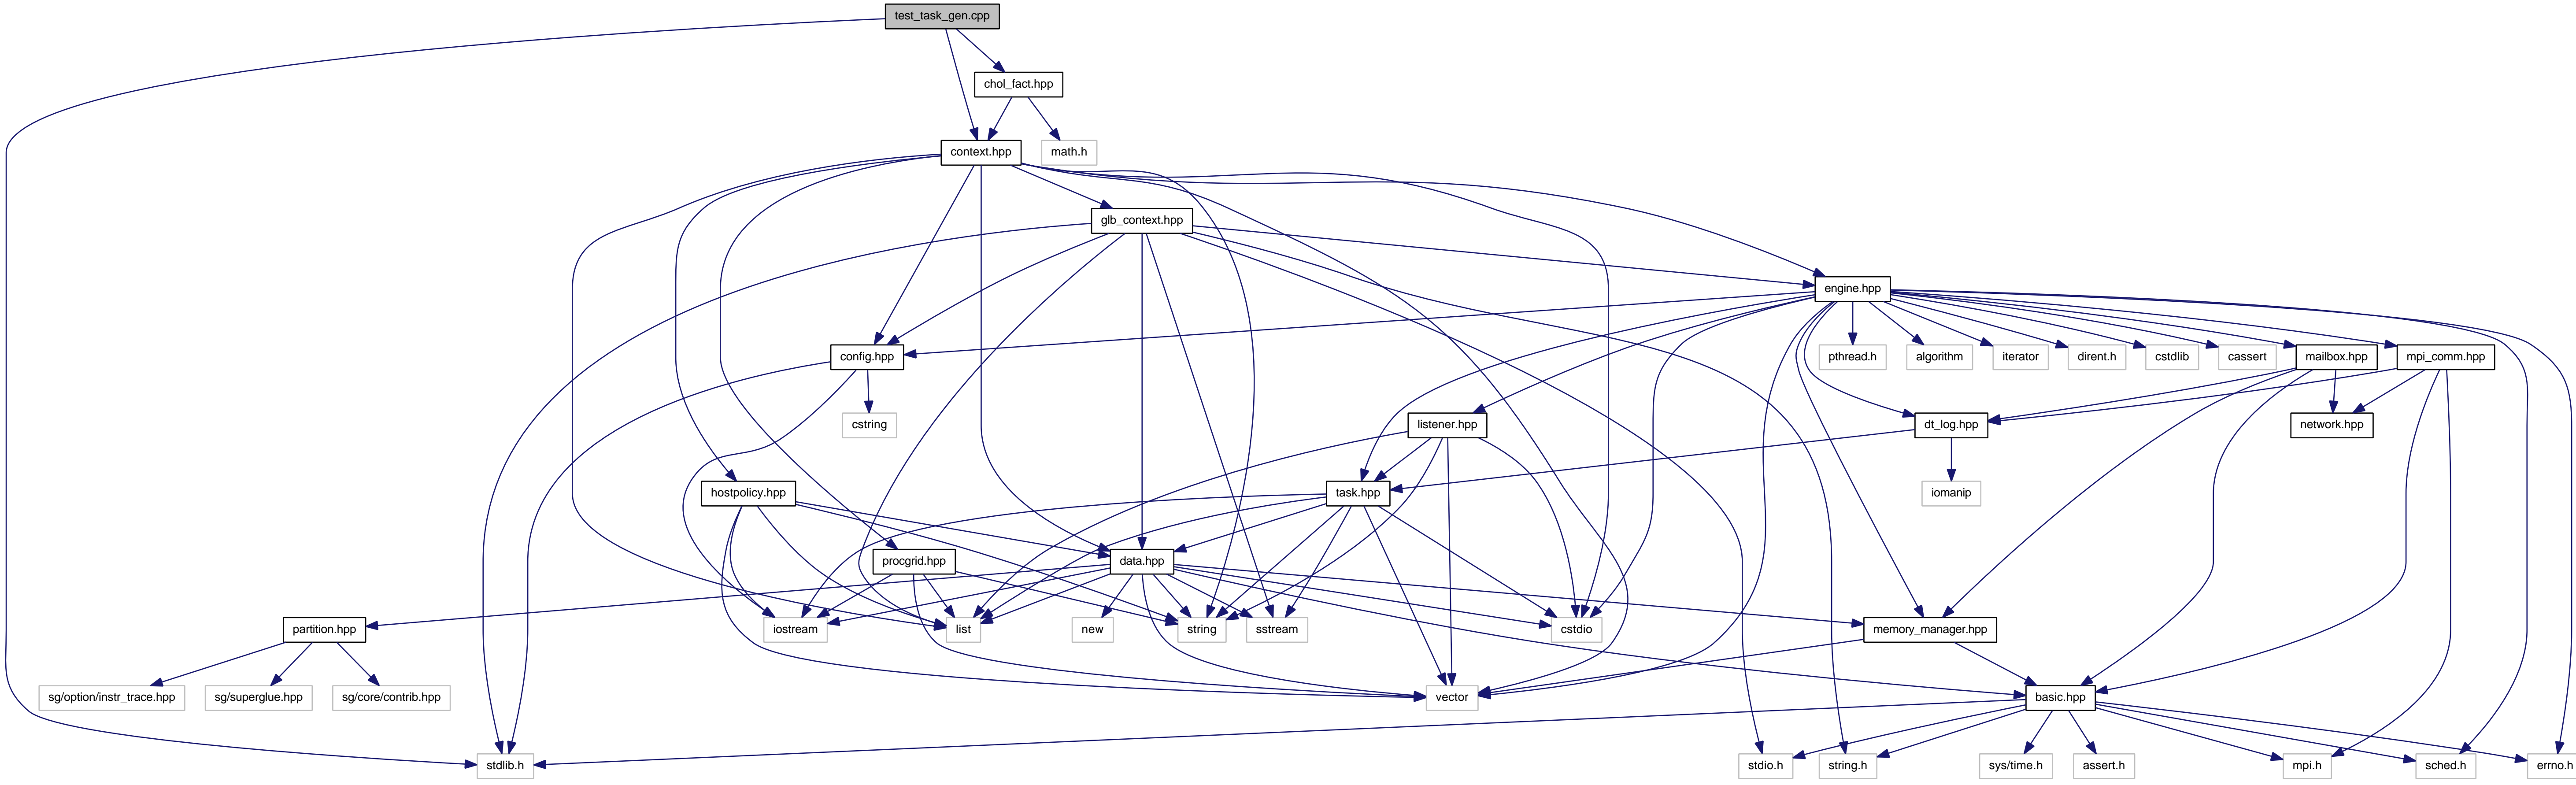 test_task_gen.cpp
chol_fact.hpp
context.hpp
math.h
glb_context.hpp
engine.hpp
config.hpp
pthread.h
algorithm
iterator
dirent.h
cstdlib
cassert
mailbox.hpp
mpi_comm.hpp
cstring
listener.hpp
dt_log.hpp
network.hpp
hostpolicy.hpp
task.hpp
iomanip
procgrid.hpp
data.hpp
partition.hpp
iostream
list
new
string
sstream
cstdio
memory_manager.hpp
sg/option/instr_trace.hpp
sg/superglue.hpp
sg/core/contrib.hpp
vector
basic.hpp
stdlib.h
stdio.h
string.h
sys/time.h
assert.h
mpi.h
sched.h
errno.h